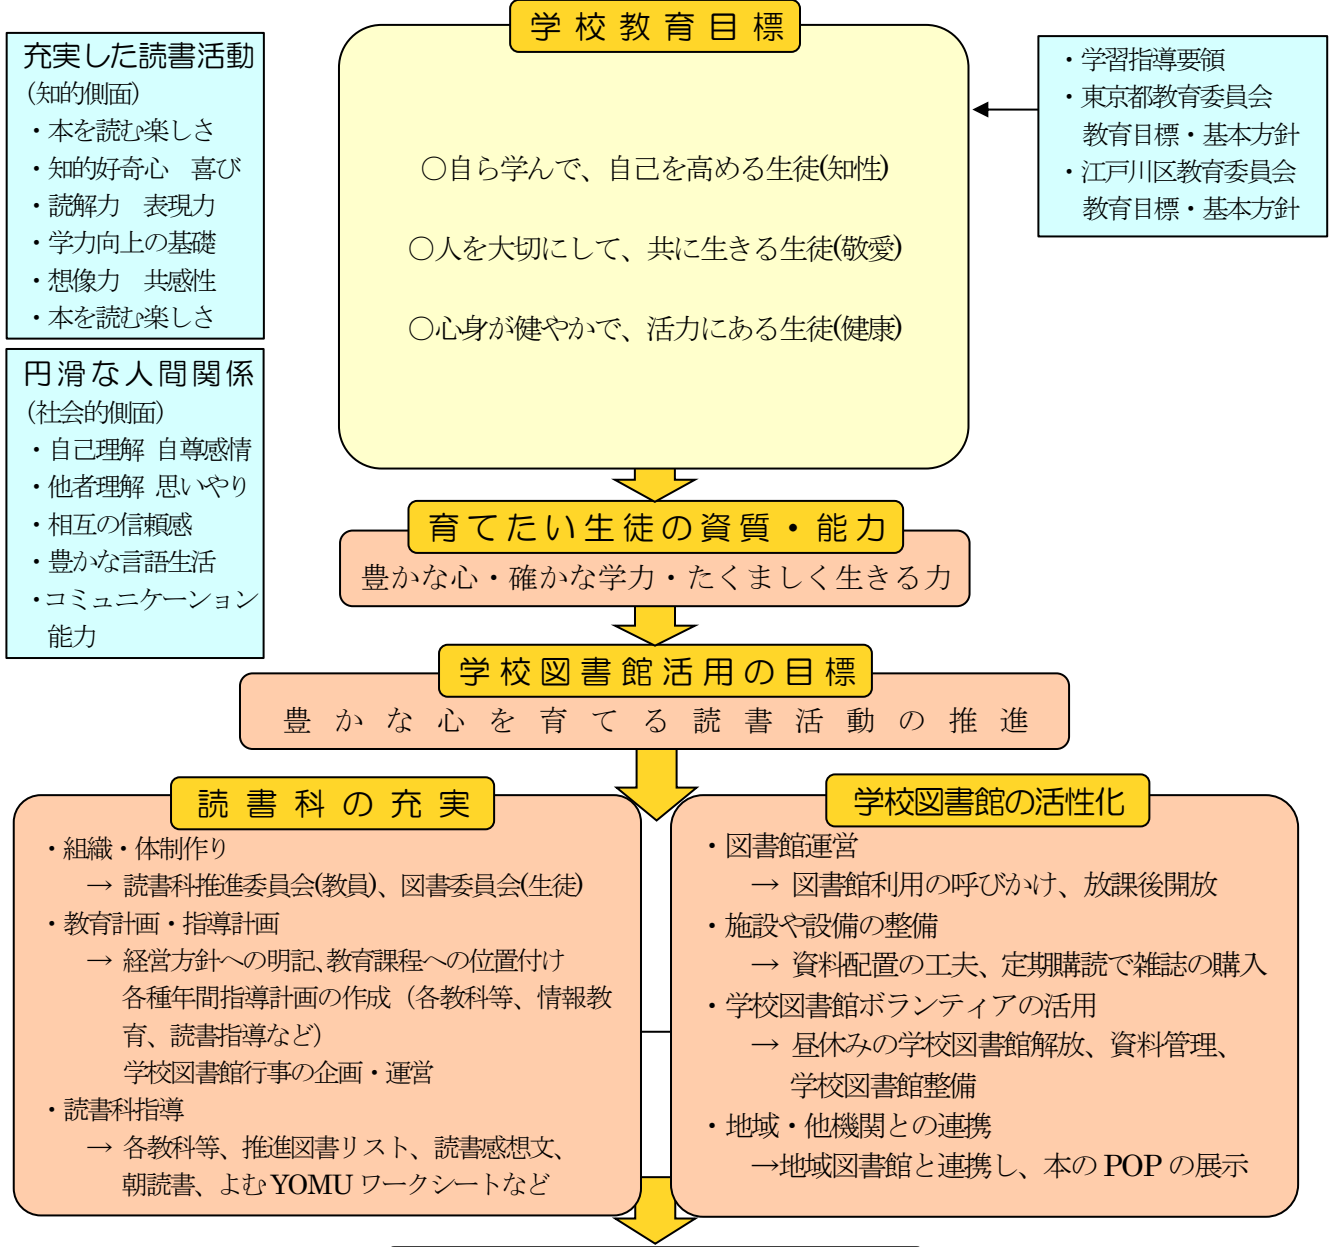 学校教育目標
充実した読書活動
(知的側面)
・本を読む楽しさ
・知的好奇心　喜び
・読解力　表現力
・学力向上の基礎
・想像力　共感性
・本を読む楽しさ
円滑な人間関係
(社会的側面)
・自己理解 自尊感情
・他者理解 思いやり
・相互の信頼感
・豊かな言語生活
・コミュニケーション
能力
○自ら学んで、自己を高める生徒(知性)
○人を大切にして、共に生きる生徒(敬愛)
○心身が健やかで、活力にある生徒(健康)
・学習指導要領
・東京都教育委員会
教育目標・基本方針
・江戸川区教育委員会
教育目標・基本方針
育てたい生徒の資質・能力
豊かな心・確かな学力・たくましく生きる力
学校図書館活用の目標
豊かな心を育てる読書活動の推進
読書科の充実
・組織・体制作り
→ 読書科推進委員会(教員)、図書委員会(生徒)
・教育計画・指導計画
→ 経営方針への明記、教育課程への位置付け
各種年間指導計画の作成（各教科等、情報教
育、読書指導など）
学校図書館行事の企画・運営
・読書科指導
→ 各教科等、推進図書リスト、読書感想文、
朝読書、よむYOMUワークシートなど
学校図書館の活性化
・図書館運営
→ 図書館利用の呼びかけ、放課後開放
・施設や設備の整備
→ 資料配置の工夫、定期購読で雑誌の購入
・学校図書館ボランティアの活用
→ 昼休みの学校図書館解放、資料管理、
学校図書館整備
・地域・他機関との連携
→地域図書館と連携し、本のPOPの展示